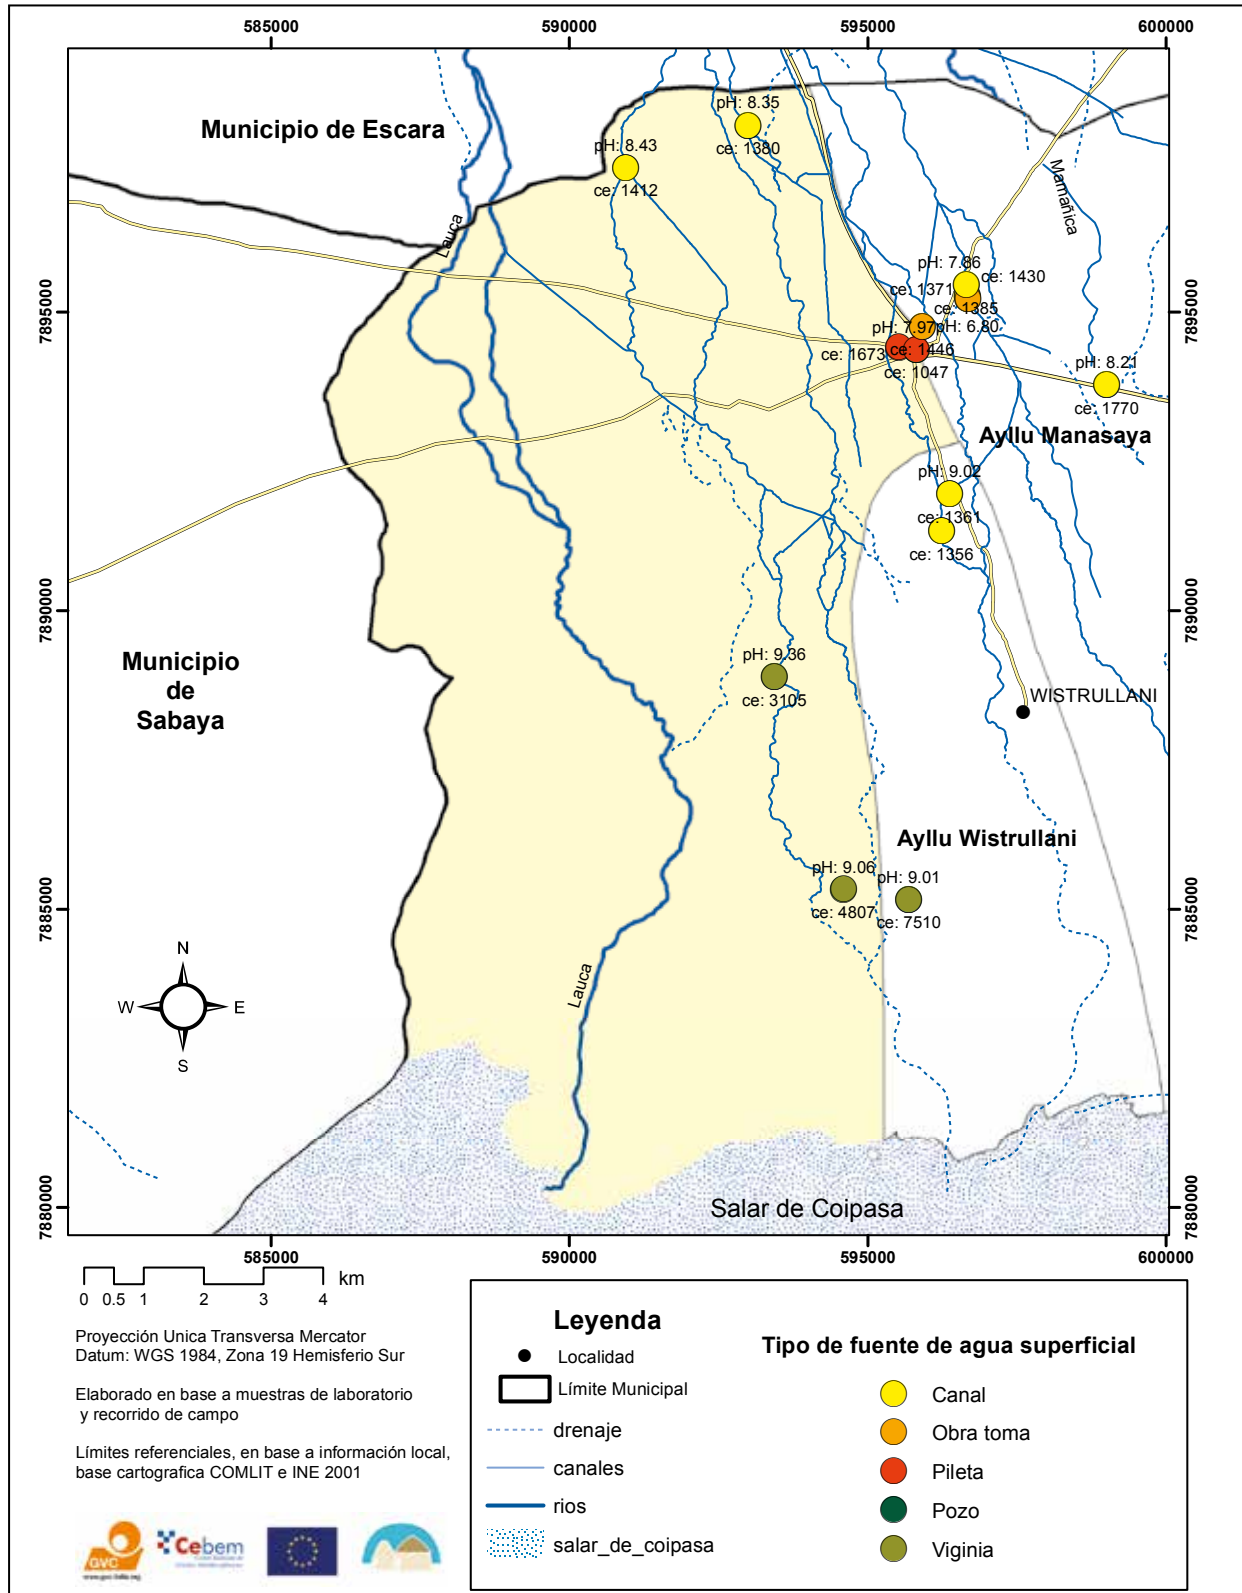 585000
590000
595000
600000
Municipio de Escara
pH: 8.35
ce: 1380
pH: 8.43
ce: 1412
Mamañica
Lauca
pH: 7.86
ce: 1430
ce: 1371
ce: 1385
7895000
7895000
pH: 7.97
pH: 6.80
ce: 1673
ce: 1446
ce: 1047
pH: 8.21
ce: 1770
Ayllu Manasaya
pH: 9.02
ce: 1361
ce: 1356
7890000
7890000
Municipio
de
Sabaya
pH: 9.36
ce: 3105
WISTRULLANI
Ayllu Wistrullani
pH: 9.06
ce: 4807
pH: 9.01
ce: 7510
7885000
7885000
N
W
E
S
Lauca
7880000
7880000
Salar de Coipasa
585000
590000
595000
600000
0 0.5 1 2 3 4
km
Proyección Unica Transversa Mercator
Datum: WGS 1984, Zona 19 Hemisferio Sur
Elaborado en base a muestras de laboratorio
y recorrido de campo
Límites referenciales, en base a información local,
base cartografica COMLIT e INE 2001
GVC
Cebem
Leyenda
Localidad
Límite Municipal
drenaje
canales
rios
salar_de_coipasa
Tipo de fuente de agua superficial
Canal
Obra toma
Pileta
Pozo
Viginia